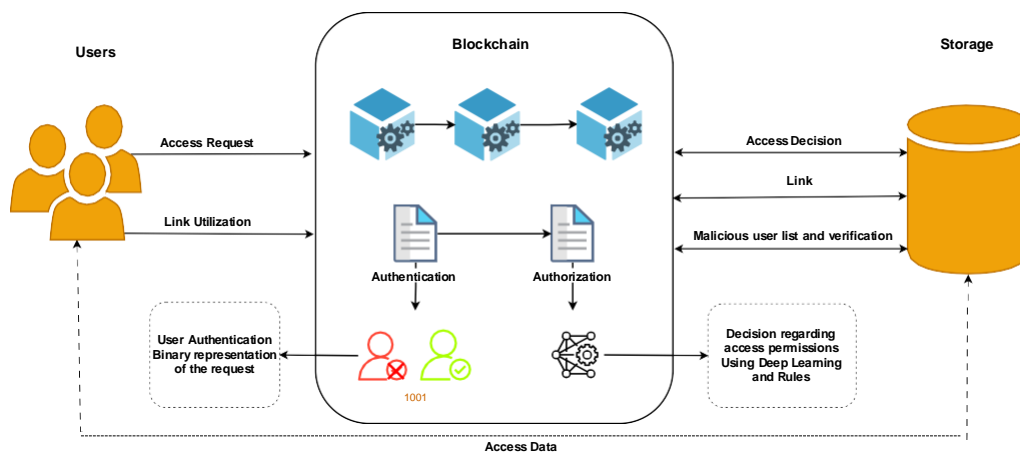 Users
Blockchain
Storage
Access Request
Access Decision
Link
Link Utilization
Malicious user list and verification
Authentication
Authorization
User Authentication
Binary representation
of the request
Decision regarding
access permissions
Using Deep Learning
and Rules
1001
Access Data